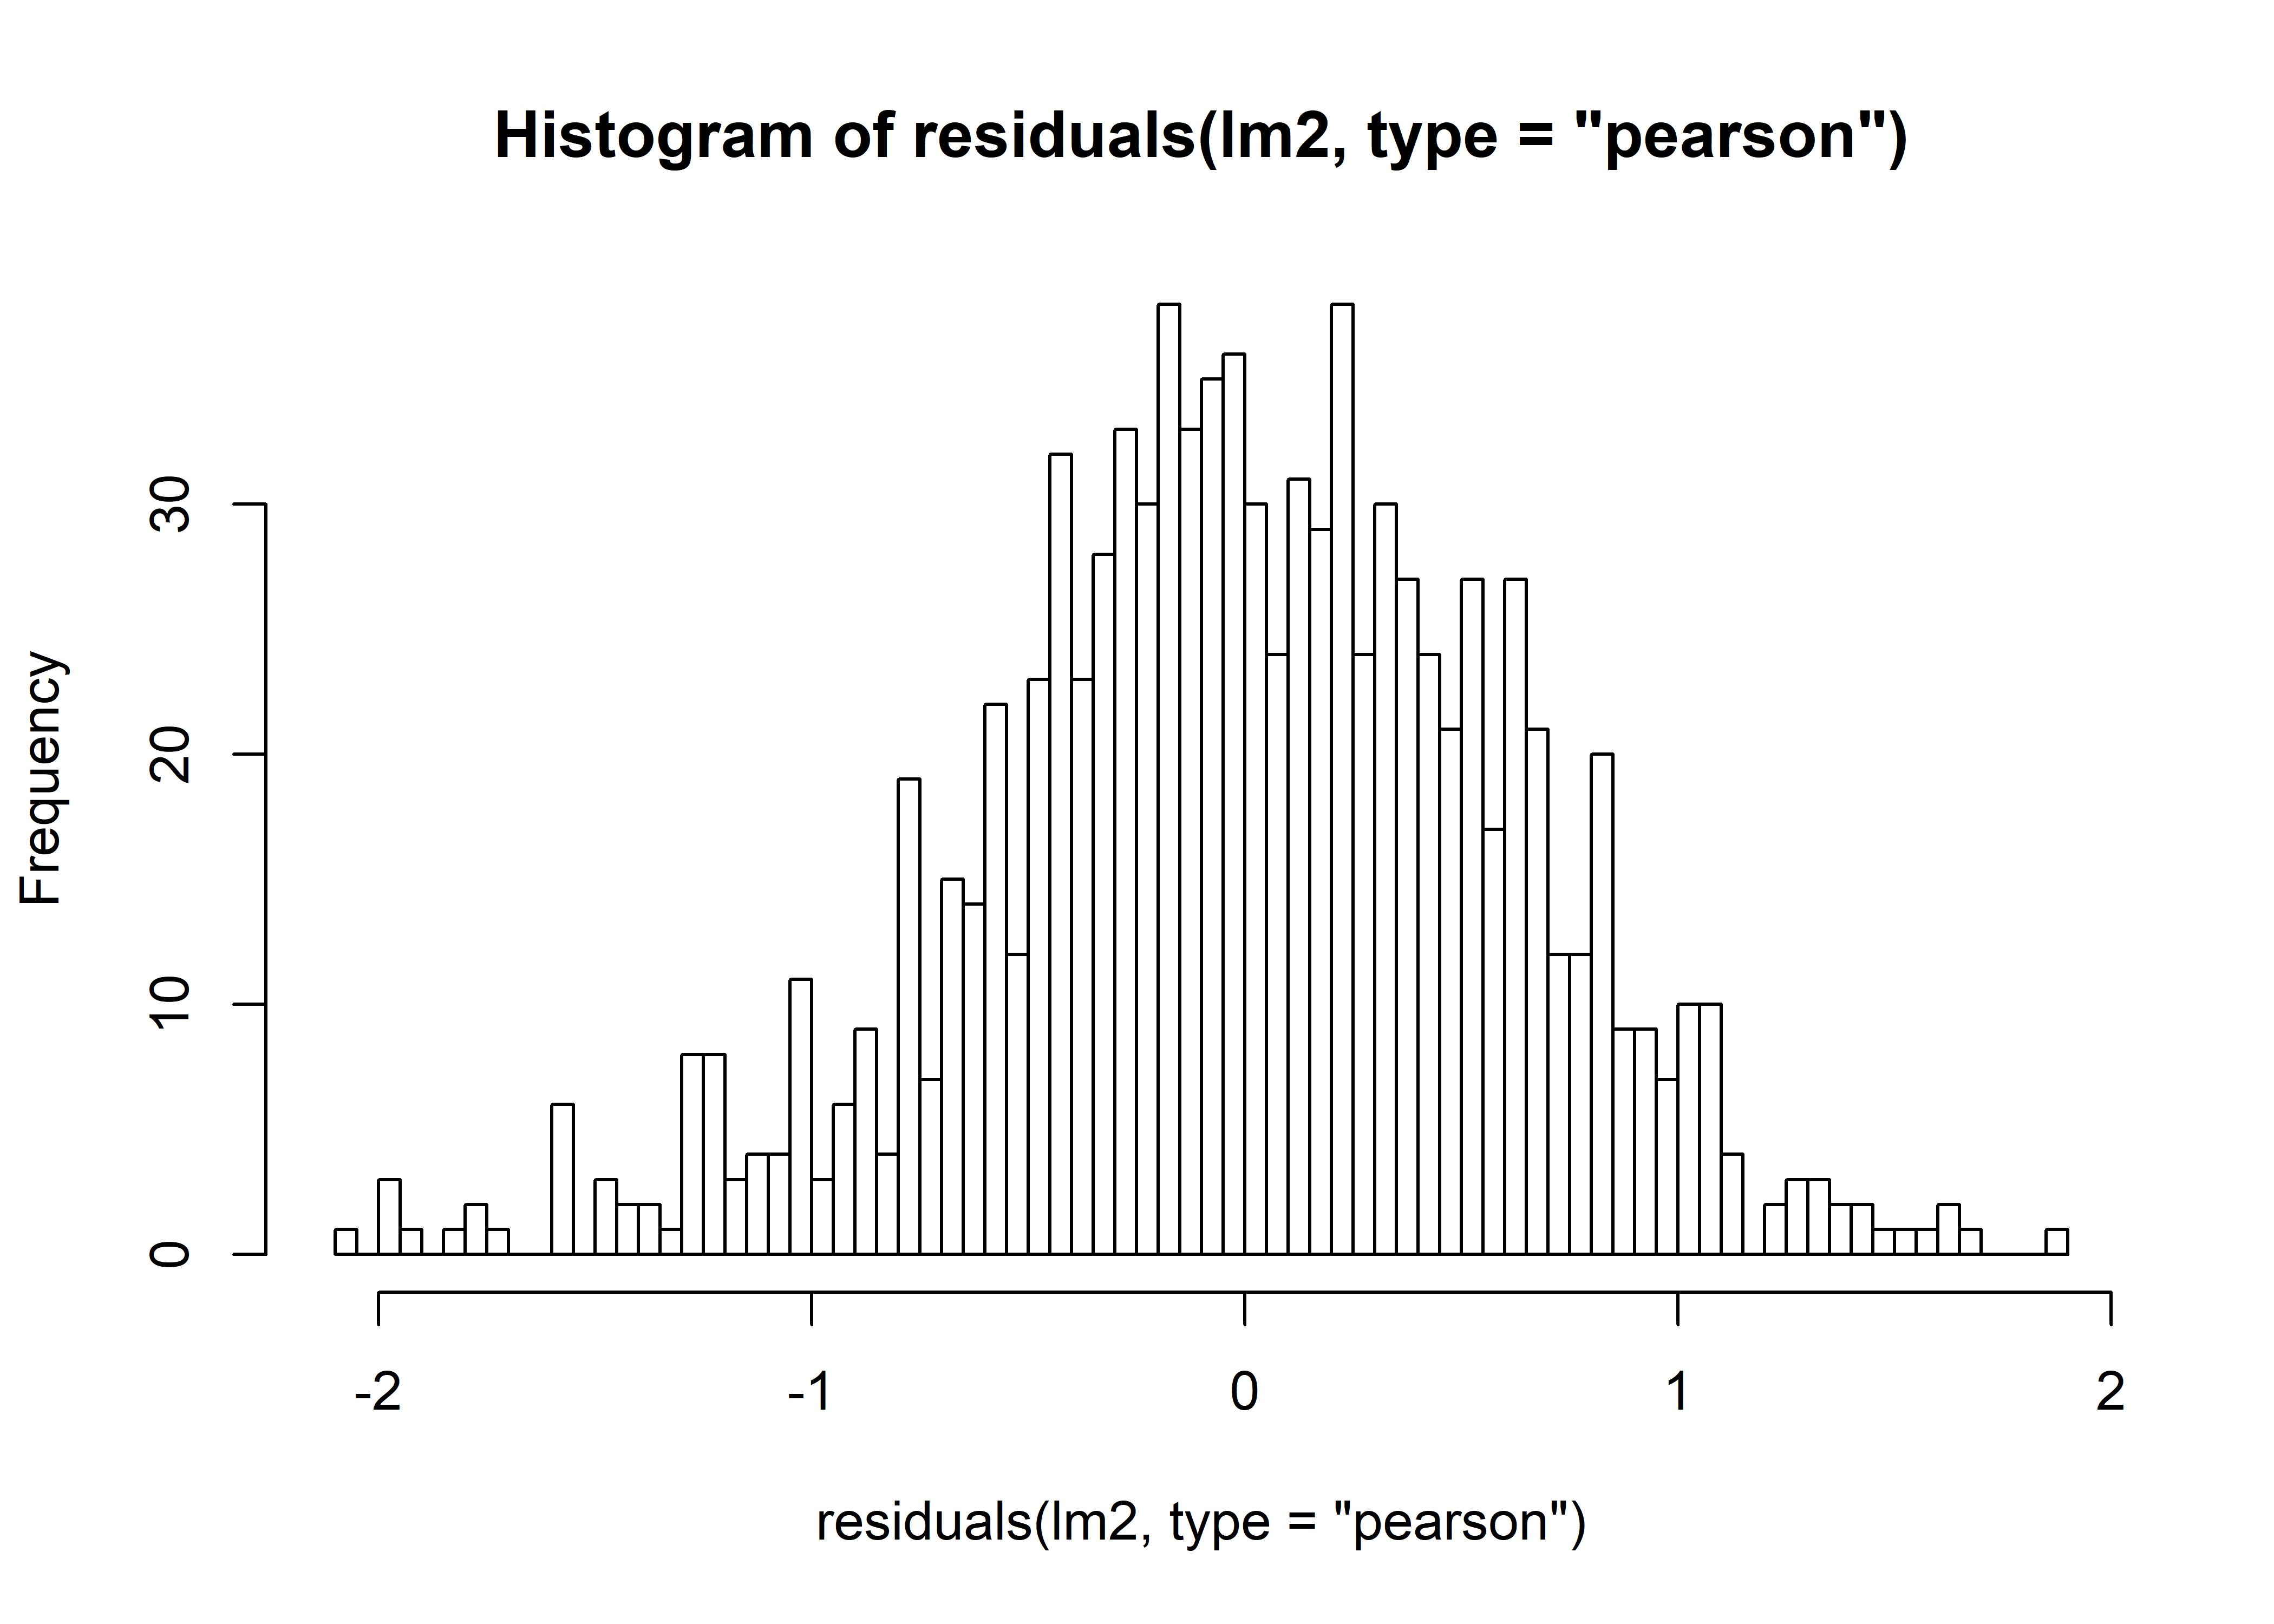 Histogram of residuals(lm2, type = "pearson")
Frequency
30
20
10
0
-2 -1 0 1 2
residuals(lm2, type = "pearson")